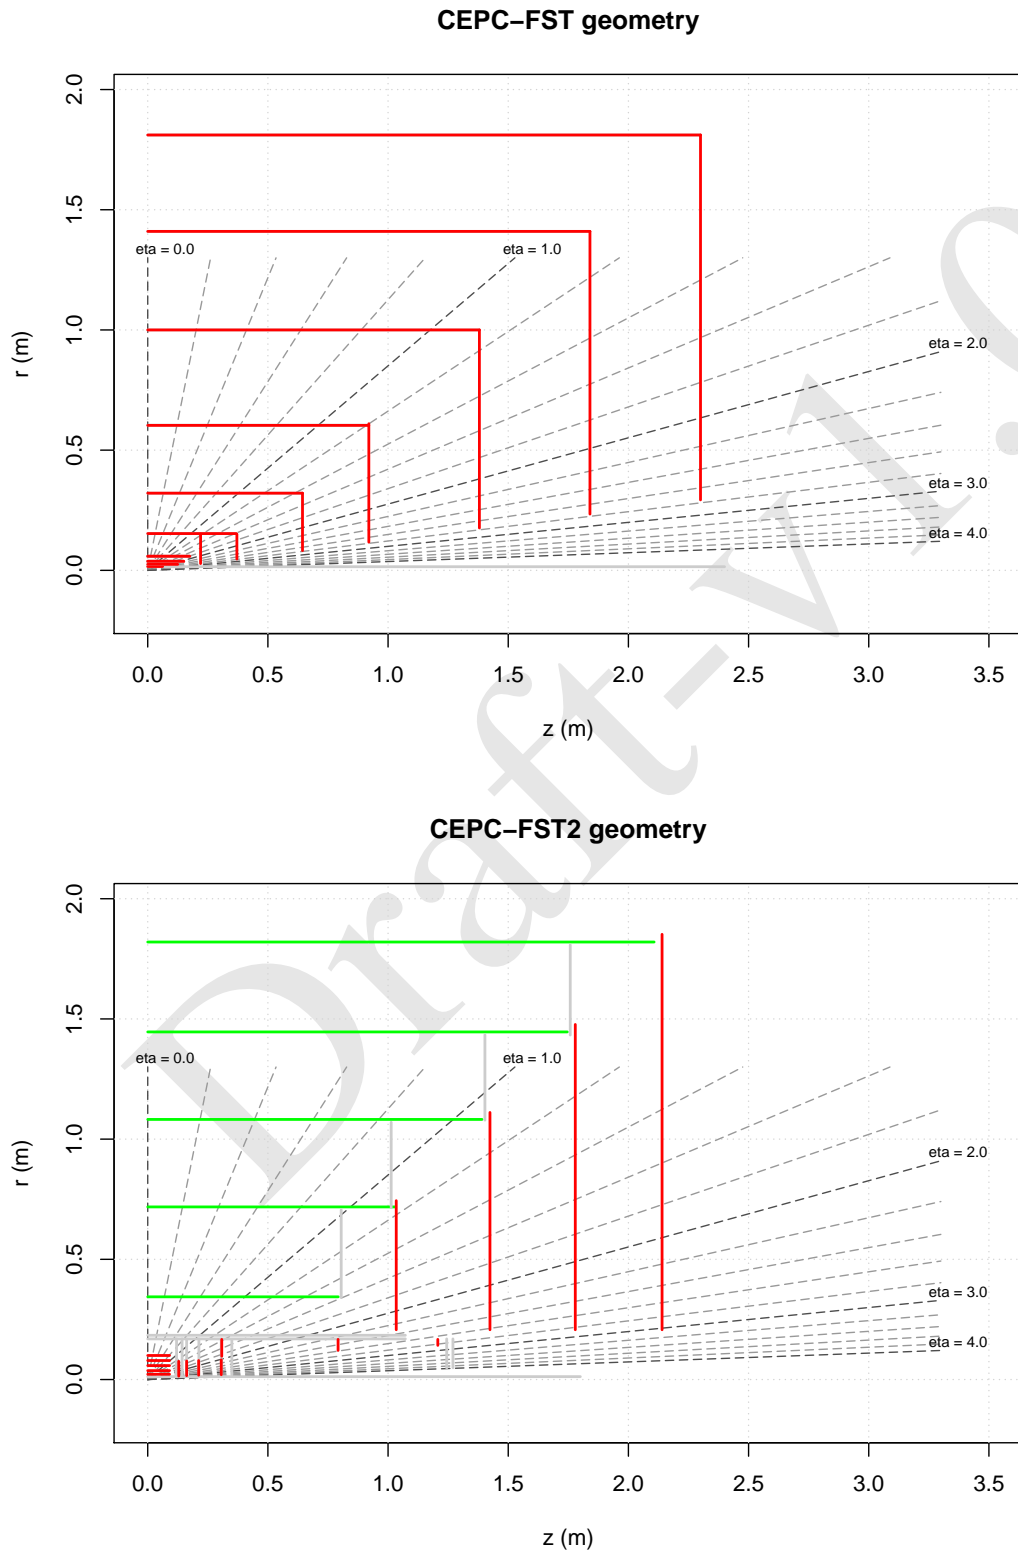 CEPC−FST geometry
2.0
1.5
eta = 0.0
eta = 1.0
1.0
eta = 2.0
r (m)
0.5
eta = 3.0
eta = 4.0
0.0
0.0 0.5 1.0 1.5 2.0 2.5 3.0 3.5
z (m)
CEPC−FST2 geometry
2.0
1.5
eta = 0.0
eta = 1.0
1.0
eta = 2.0
r (m)
0.5
eta = 3.0
eta = 4.0
0.0
0.0 0.5 1.0 1.5 2.0 2.5 3.0 3.5
z (m)
Draft-v1.0